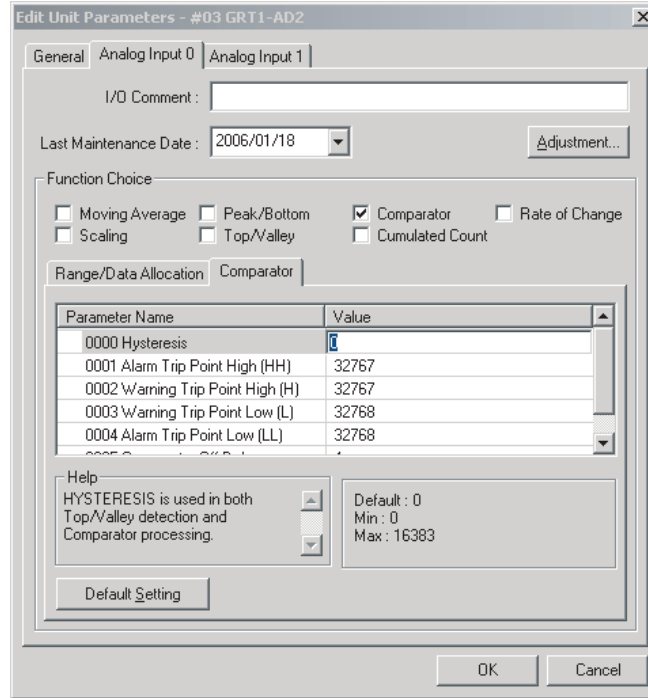 Edit Unit Parameters - #03 GRT1-AD2
General Analog Input 0 Analog Input 1
I/O Comment :
Last Maintenance Date : 2006/01/18 Adjustment...
Function Choice
Moving Average Peak/Bottom Comparator Rate of Change
Scaling Top/Valley Cumulated Count
Range/Data Allocation Comparator
Parameter Name Value
0000 Hysteresis 0
0001 Alarm Trip Point High (HH) 32767
0002 Warning Trip Point High (H) 32767
0003 Warning Trip Point Low (L) 32768
0004 Alarm Trip Point Low (LL) 32768
Help
HYSTERESIS is used in both
Top/Valley detection and
Comparator processing.
Default : 0
Min : 0
Max : 16383
Default Setting
OK Cancel